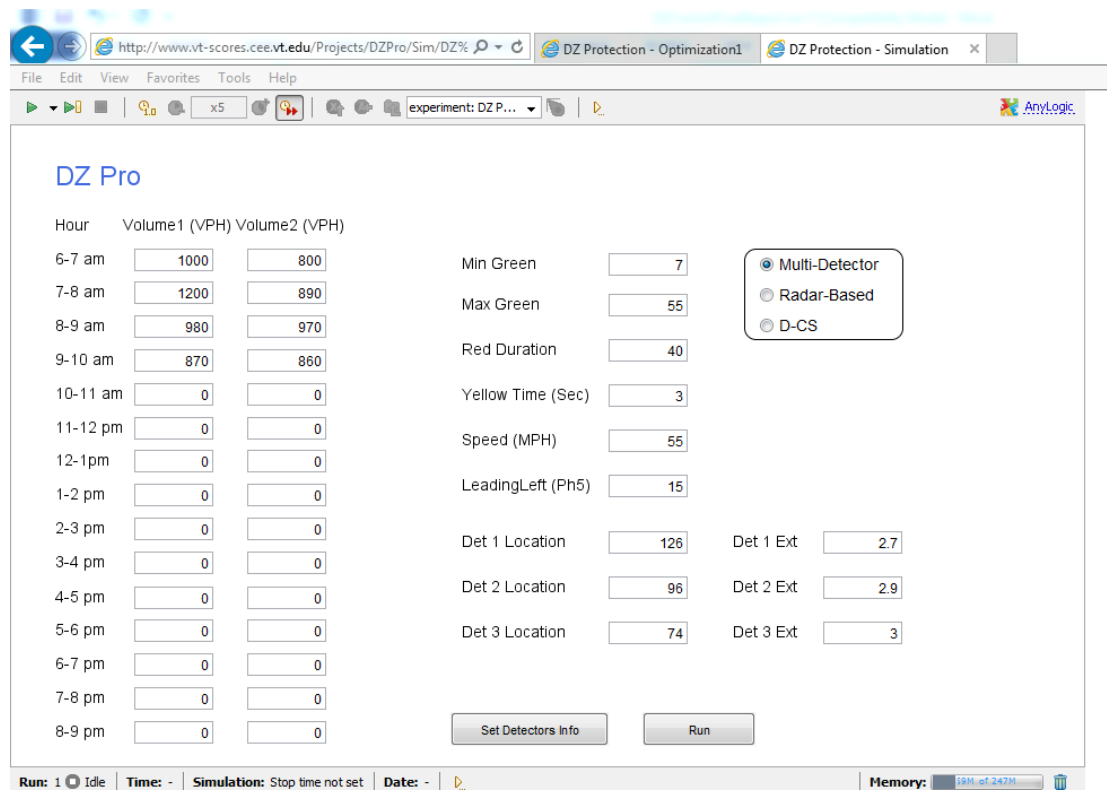 http://www.vt-scores.cee.vt.edu/Projects/DZPro/Sim/DZ% DZ Protection - Optimization1 DZ Protection - Simulation
File Edit View Favorites Tools Help
1.0 x5 experiment: DZ P... AnyLogic
DZ Pro
Hour Volume1 (VPH) Volume2 (VPH)
6-7 am 1000 800 Min Green 7 Multi-Detector
7-8 am 1200 890 Max Green 55 Radar-Based
8-9 am 980 970 D-CS
9-10 am 870 860 Red Duration 40
10-11 am 0 0 Yellow Time (Sec) 3
11-12 pm 0 0 Speed (MPH) 55
12-1pm 0 0
1-2 pm 0 0 LeadingLeft (Ph5) 15
2-3 pm 0 0 Det 1 Location 126 Det 1 Ext 2.7
3-4 pm 0 0
4-5 pm 0 0 Det 2 Location 96 Det 2 Ext 2.9
5-6 pm 0 0 Det 3 Location 74 Det 3 Ext 3
6-7 pm 0 0
7-8 pm 0 0
8-9 pm 0 0 Set Detectors Info Run
Run: 1 Idle Time: - Simulation: Stop time not set Date: - Memory: 59M of 247M